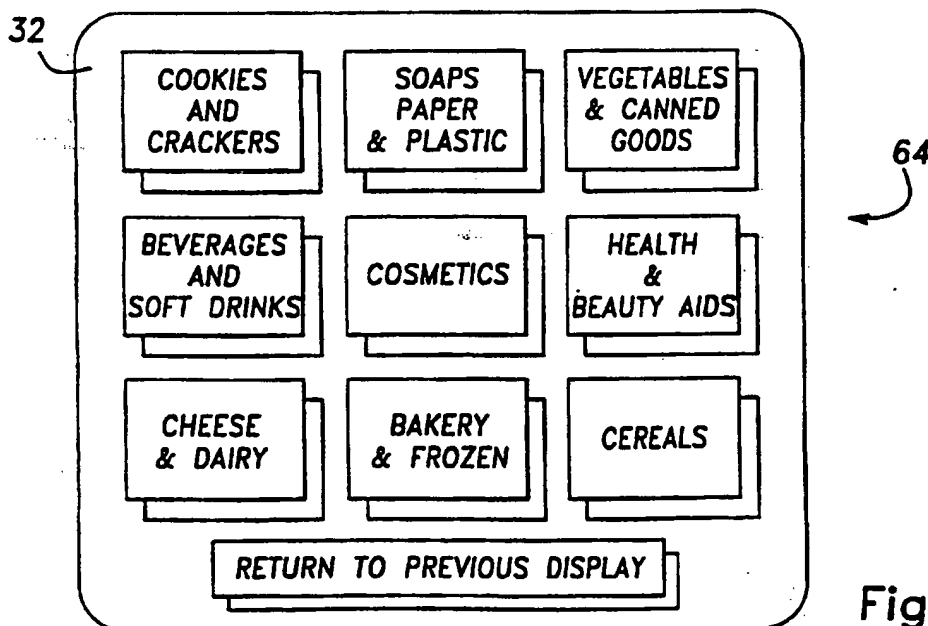 32
COOKIES
AND
CRACKERS
SOAPS
PAPER
& PLASTIC
VEGETABLES
& CANNED
GOODS
64
BEVERAGES
AND
SOFT DRINKS
COSMETICS
HEALTH
&
BEAUTY AIDS
CHEESE
& DAIRY
BAKERY
& FROZEN
CEREALS
RETURN TO PREVIOUS DISPLAY
Fig